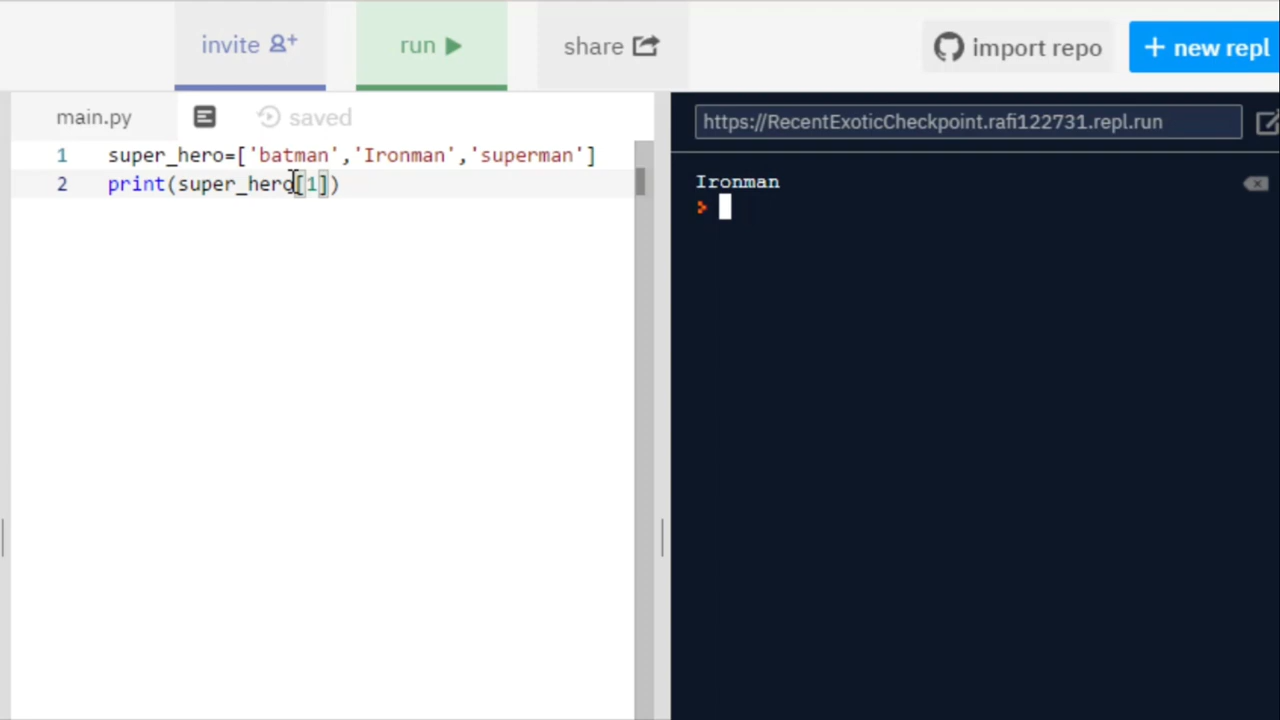 invite
run
share
import repo
+ new repl
main.py
saved
https://RecentExoticCheckpoint.rafi122731.repl.run
1 super_hero=['batman','Ironman','superman']
2 print(super_hero[1])
Ironman
>